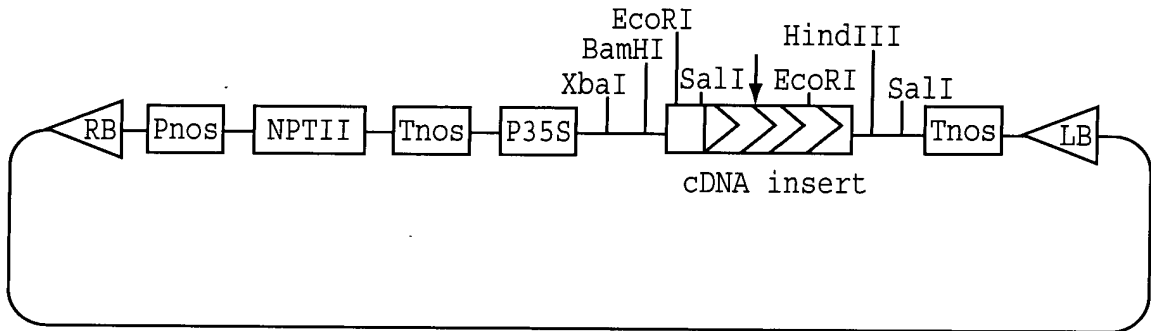 EcoRI
BamHI
HindIII
XbaI
SalI
EcoRI
SalI
RB
Pnos
NPTII
Tnos
P35S
Tnos
LB
cDNA insert